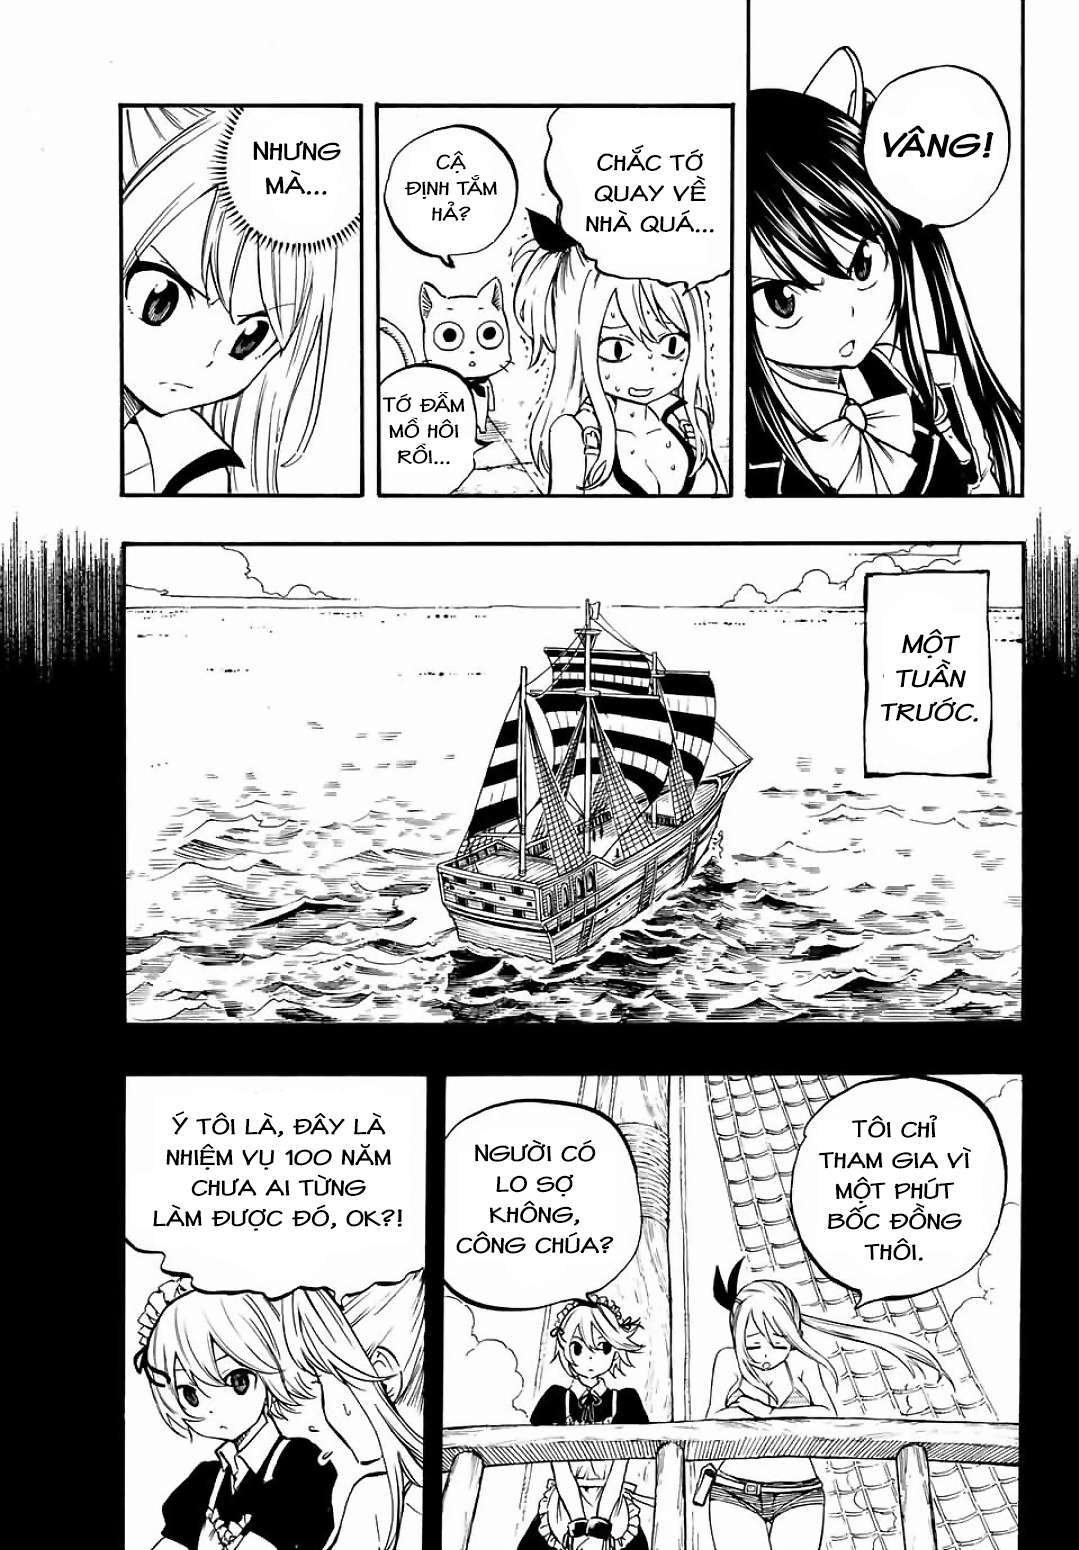 VÂNG!
CHẮC TỚ
QUAY VỀ
NHÀ QUÁ...
CẬ
ĐỊNH TẮM
HẢ?
TỚ ĐẦM
MỒ HÔI
RỒI...
NHƯNG
MÀ...
MỘT
TUẦN
TRƯỚC.
TÔI CHỈ
THAM GIA VÌ
MỘT PHÚT
BỐC ĐỒNG
THÔI.
NGƯỜI CÓ
LO SỢ
KHÔNG,
CÔNG CHÚA?
Ý TÔI LÀ, ĐÂY LÀ
NHIỆM VỤ 100 NĂM
CHƯA AI TỪNG
LÀM ĐƯỢC ĐÓ, OK?!